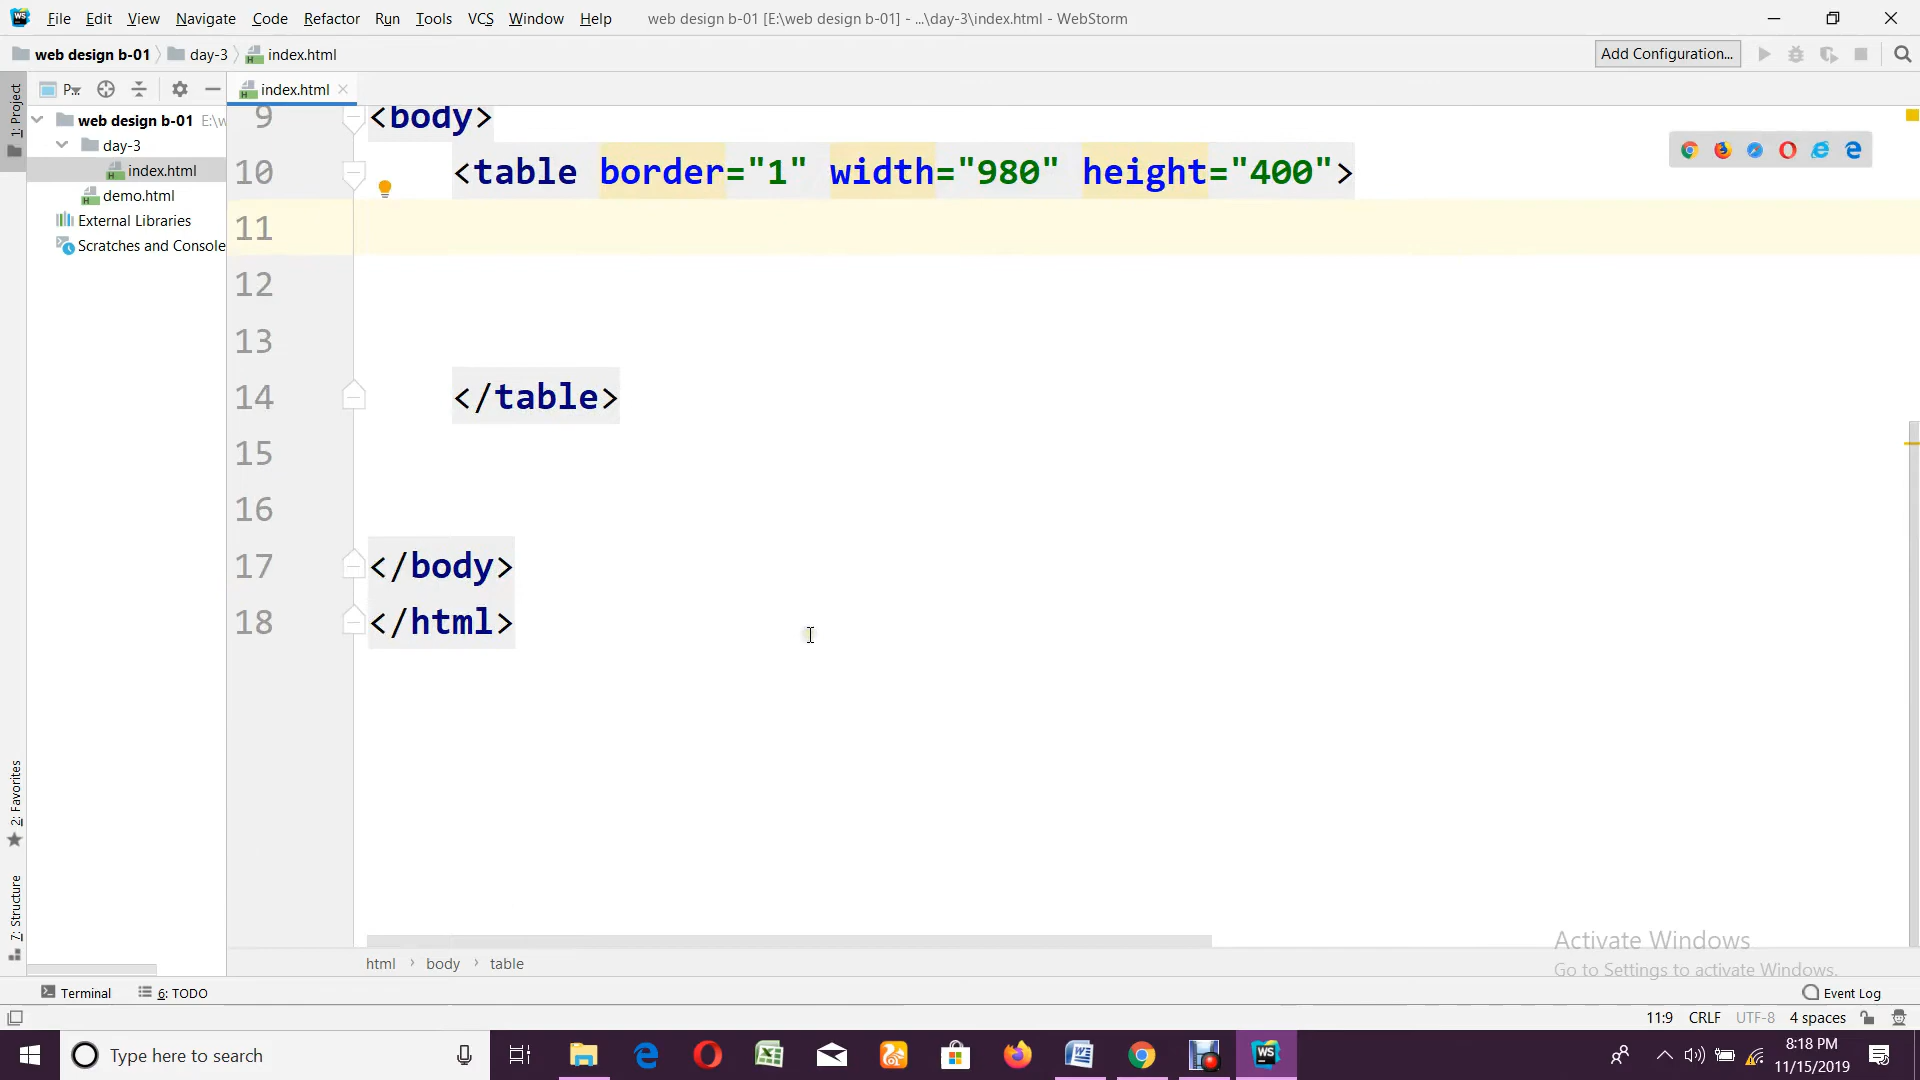 File Edit View Navigate Code Refactor Run Tools VCS Window Help web design b-01 [E:\web design b-01] - ...\day-3\index.html - WebStorm
web design b-01 day-3 index.html Add Configuration...
1: Project
P... index.html
web design b-01 E:\w
day-3
index.html
demo.html
External Libraries
Scratches and Console
9 <body>
10 <table border="1" width="980" height="400">
11
12
13
14 </table>
15
16
17 </body>
18 </html>
2: Favorites
7: Structure
Activate Windows
Go to Settings to activate Windows.
html body table
Terminal 6: TODO Event Log
11:9 CRLF UTF-8 4 spaces
Type here to search
8:18 PM
11/15/2019